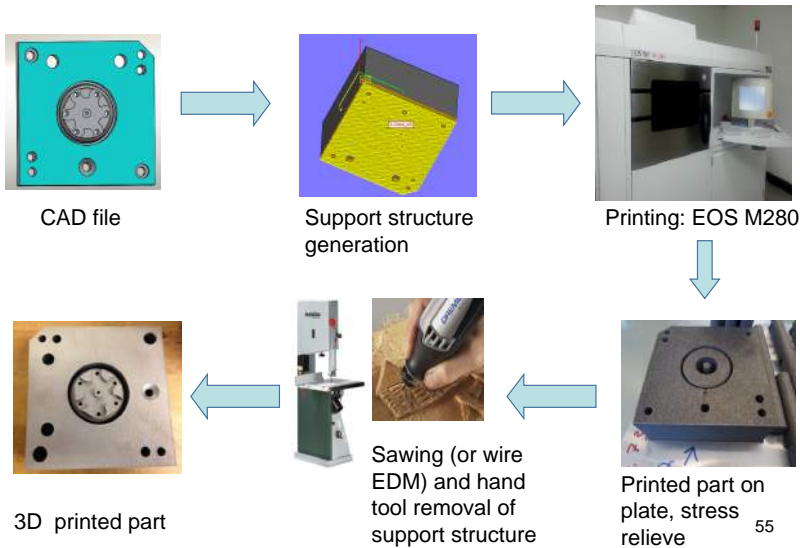 CAD file
Support structure
generation
Printing: EOS M280
3D printed part
Sawing (or wire
EDM) and hand
tool removal of
support structure
Printed part on
plate, stress
relieve
55
DREMEL